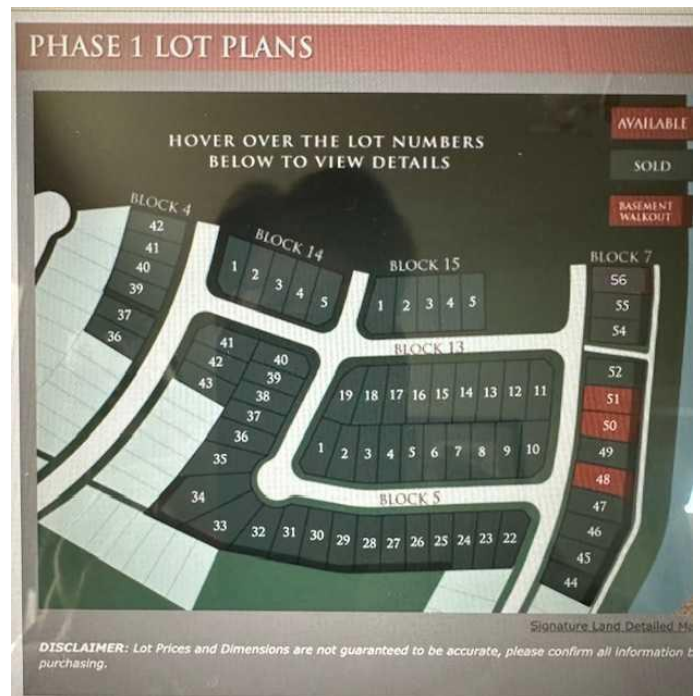 PHASE 1 LOT PLANS
HOVER OVER THE LOT NUMBERS
BELOW TO VIEW DETAILS
AVAILABLE
SOLD
BASEMENT
WALKOUT
BLOCK 4
42
41
40
39
37
36
BLOCK 14
1 2 3 4 5
BLOCK 15
1 2 3 4 5
BLOCK 7
56
55
54
52
51
50
49
48
47
46
45
44
BLOCK 13
19 18 17 16 15 14 13 12 11
1 2 3 4 5 6 7 8 9 10
41
42
43
40
39
38
37
36
35
34
33
32 31 30 29 28 27 26 25 24 23 22
BLOCK 5
Signature Land Detailed
DISCLAIMER: Lot Prices and Dimensions are not guaranteed to be accurate, please confirm all information
purchasing.